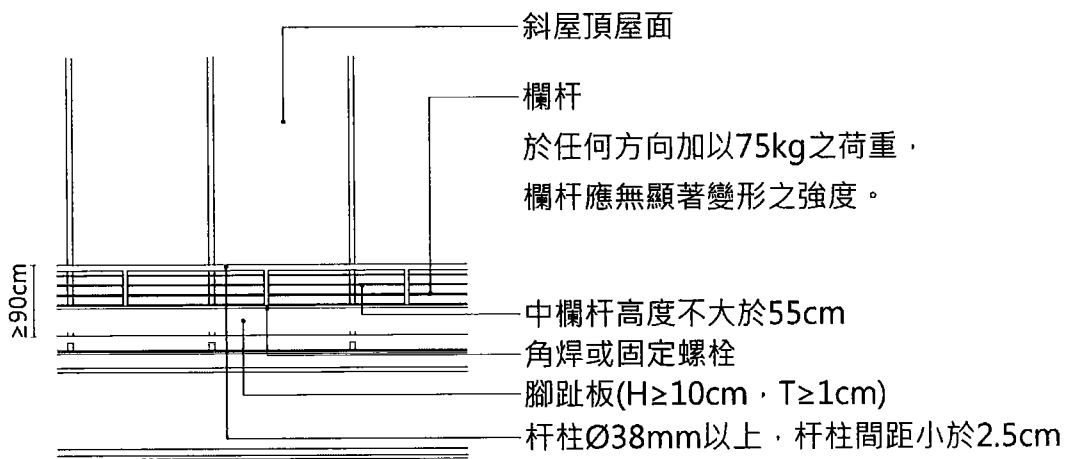 斜屋頂屋面
欄杆
於任何方向加以75kg之荷重，
欄杆應無顯著變形之強度。
≥90cm
中欄杆高度不大於55cm
角焊或固定螺栓
腳趾板(H≥10cm，T≥1cm)
杆柱Ø38mm以上，杆柱間距小於2.5cm